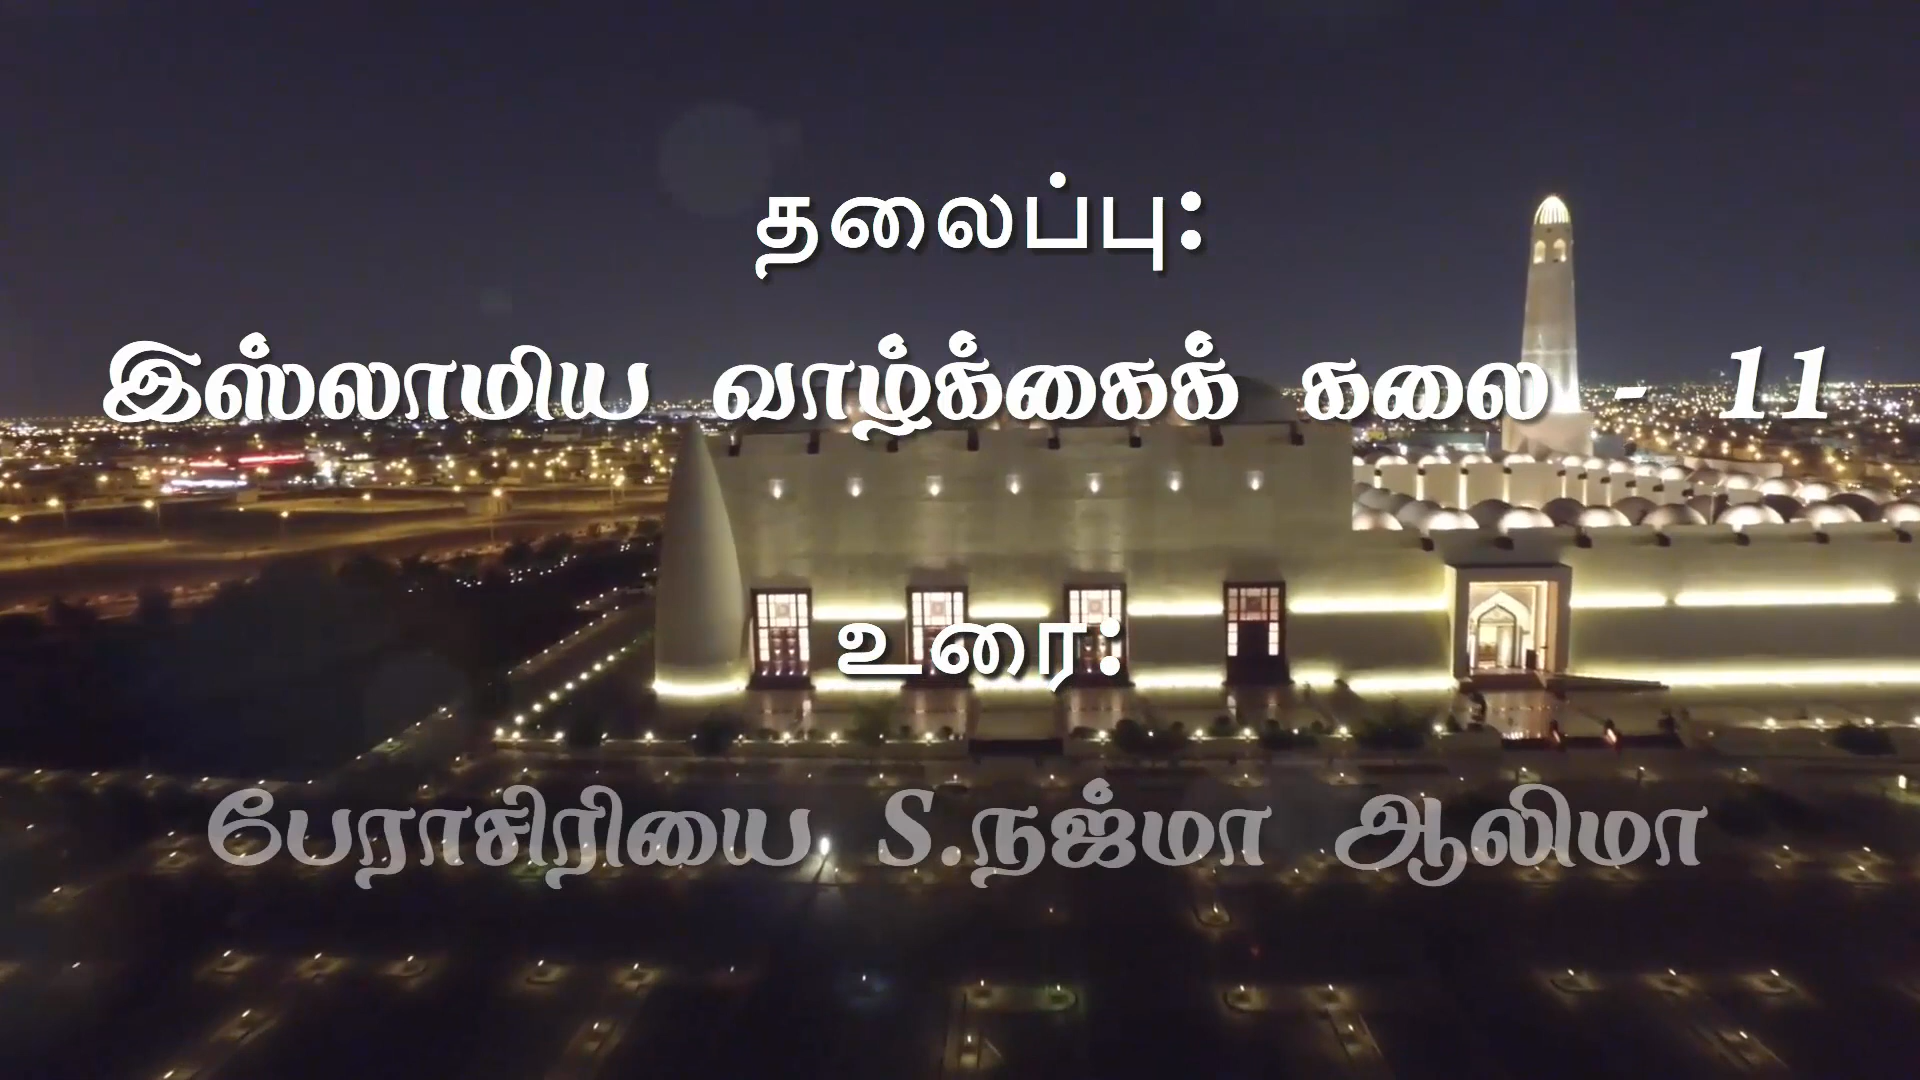 தலைப்பு:
இஸ்லாமிய வாழ்க்கைக் கலை - 11
உரை:
பேராசிரியை S.நஜ்மா ஆலிமா